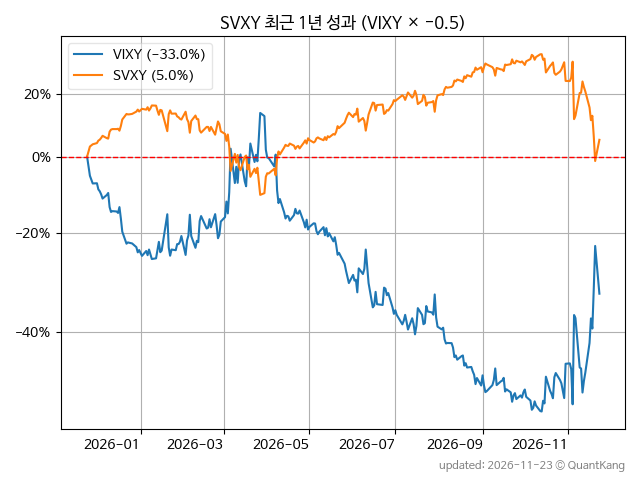 SVXY 최근 1년 성과 (VIXY × −0.5)
VIXY (−33.0%)
SVXY (5.0%)
20%
0%
−20%
−40%
2026−01 2026−03 2026−05 2026−07 2026−09 2026−11
updated: 2026−11−23 © QuantKang